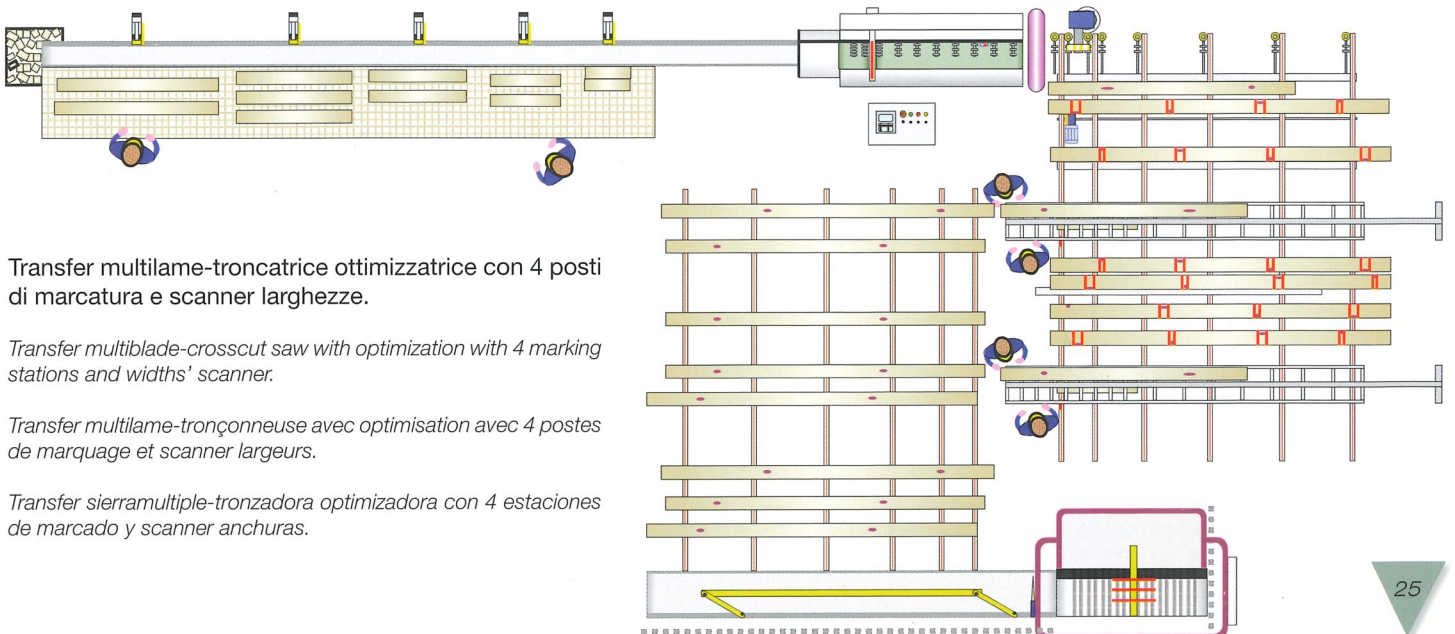 Transfer multilame-troncatrice ottimizzatrice con 4 posti
di marcatura e scanner larghezze.
Transfer multiblade-crosscut saw with optimization with 4 marking
stations and widths' scanner.
Transfer multilame-tronçonneuse avec optimisation avec 4 postes
de marquage et scanner largeurs.
Transfer sierramultiple-tronzadora optimizadora con 4 estaciones
de marcado y scanner anchuras.
25